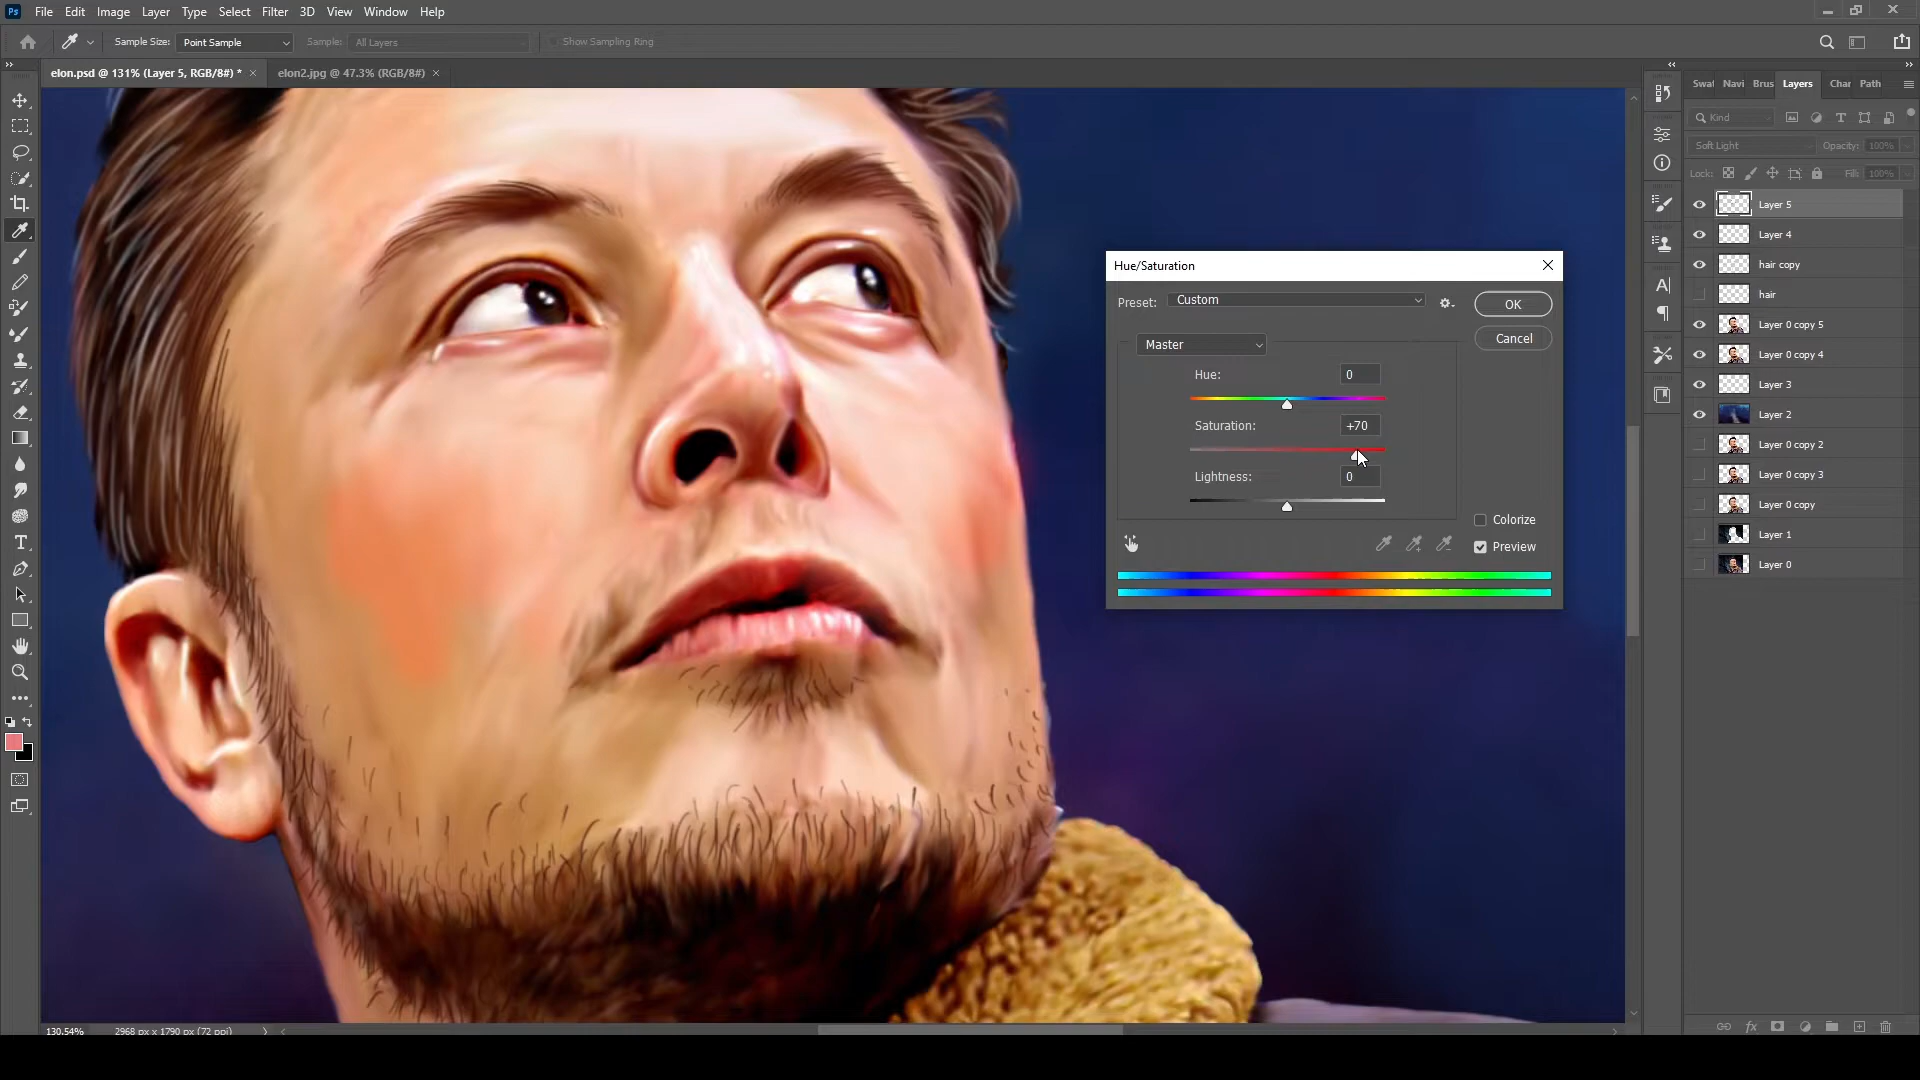 Ps File Edit Image Layer Type Select Filter 3D View Window Help
Sample Size: Point Sample Sample: All Layers Show Sampling Ring
elon.psd @ 131% (Layer 5, RGB/8#) * × elon2.jpg @ 47.3% (RGB/8#) ×
Swat Navi Brus Layers Char Path
Kind
Soft Light Opacity: 100%
Lock: Fill: 100%
Layer 5
Layer 4
hair copy
hair
Layer 0 copy 5
Layer 0 copy 4
Layer 3
Layer 2
Layer 0 copy 2
Layer 0 copy 3
Layer 0 copy
Layer 1
Layer 0
Hue/Saturation
Preset: Custom OK
Master Cancel
Hue: 0
Saturation: +70
Lightness: 0
Colorize
Preview
130.54% 2968 px x 1790 px (72 ppi)